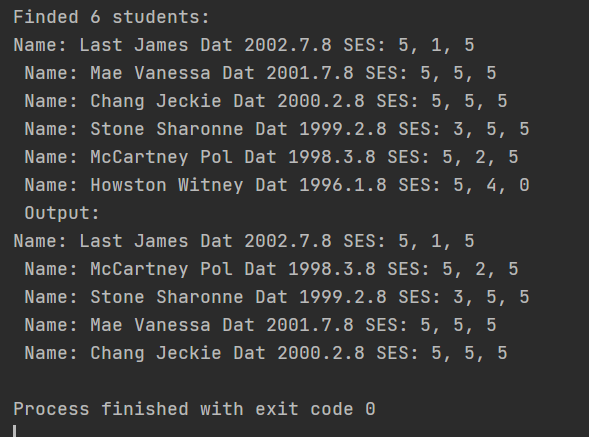 Finded 6 students:
Name: Last James Dat 2002.7.8 SES: 5, 1, 5
Name: Mae Vanessa Dat 2001.7.8 SES: 5, 5, 5
Name: Chang Jeckie Dat 2000.2.8 SES: 5, 5, 5
Name: Stone Sharonne Dat 1999.2.8 SES: 3, 5, 5
Name: McCartney Pol Dat 1998.3.8 SES: 5, 2, 5
Name: Howston Witney Dat 1996.1.8 SES: 5, 4, 0
Output:
Name: Last James Dat 2002.7.8 SES: 5, 1, 5
Name: McCartney Pol Dat 1998.3.8 SES: 5, 2, 5
Name: Stone Sharonne Dat 1999.2.8 SES: 3, 5, 5
Name: Mae Vanessa Dat 2001.7.8 SES: 5, 5, 5
Name: Chang Jeckie Dat 2000.2.8 SES: 5, 5, 5
Process finished with exit code 0